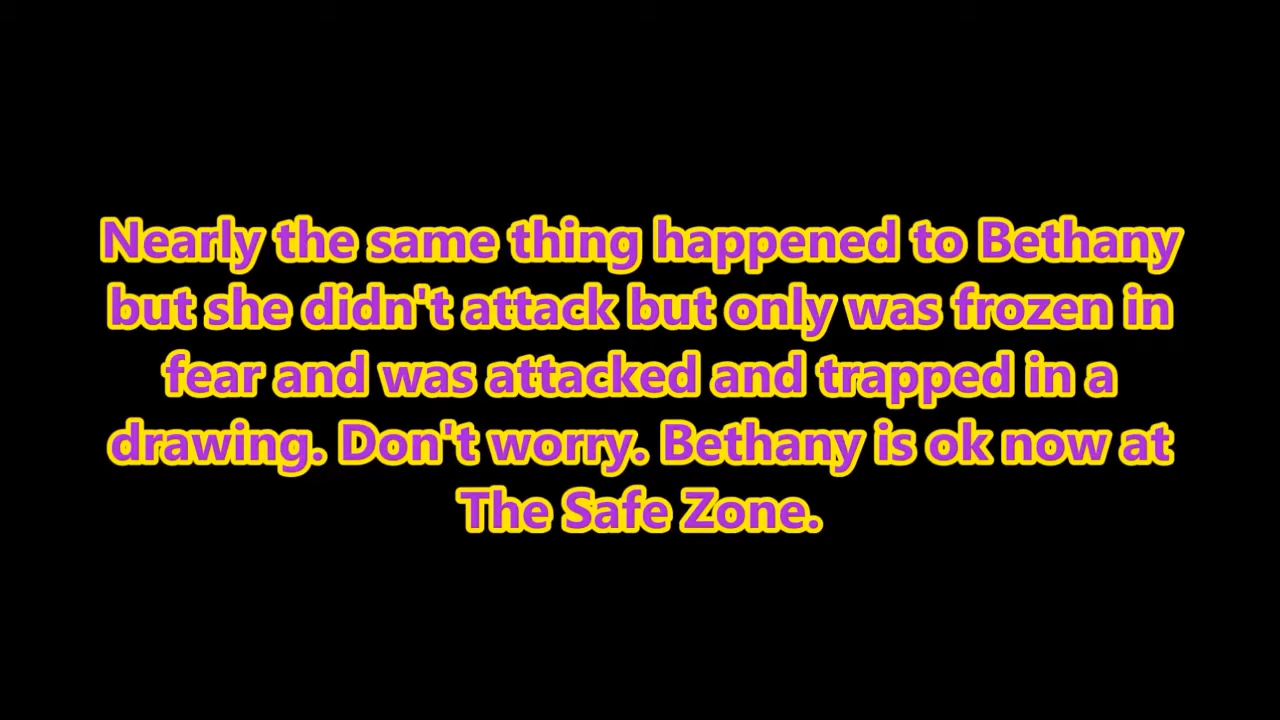 Nearly the same thing happened to Bethany
but she didn't attack but only was frozen in
fear and was attacked and trapped in a
drawing. Don't worry. Bethany is ok now at
The Safe Zone.